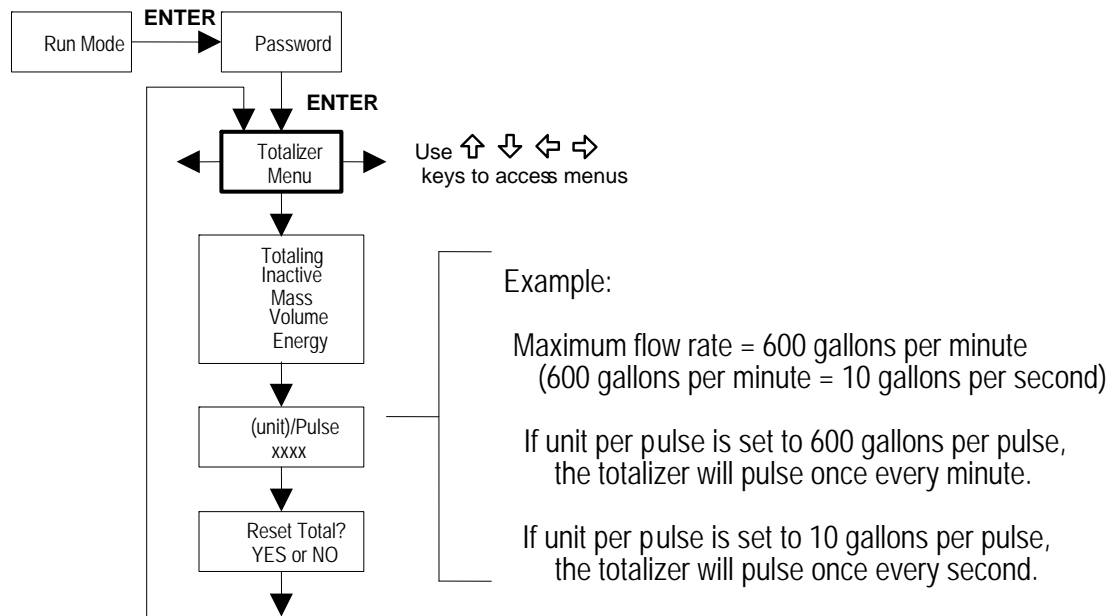 ENTER
Run Mode
Password
ENTER
Totalizer
Menu
Use
keys to access menus
Totaling
Inactive
Mass
Volume
Energy
(unit)/Pulse
xxxx
Reset Total?
YES or NO
Example:
Maximum flow rate = 600 gallons per minute
(600 gallons per minute = 10 gallons per second)
If unit per pulse is set to 600 gallons per pulse,
the totalizer will pulse once every minute.
If unit per pulse is set to 10 gallons per pulse,
the totalizer will pulse once every second.